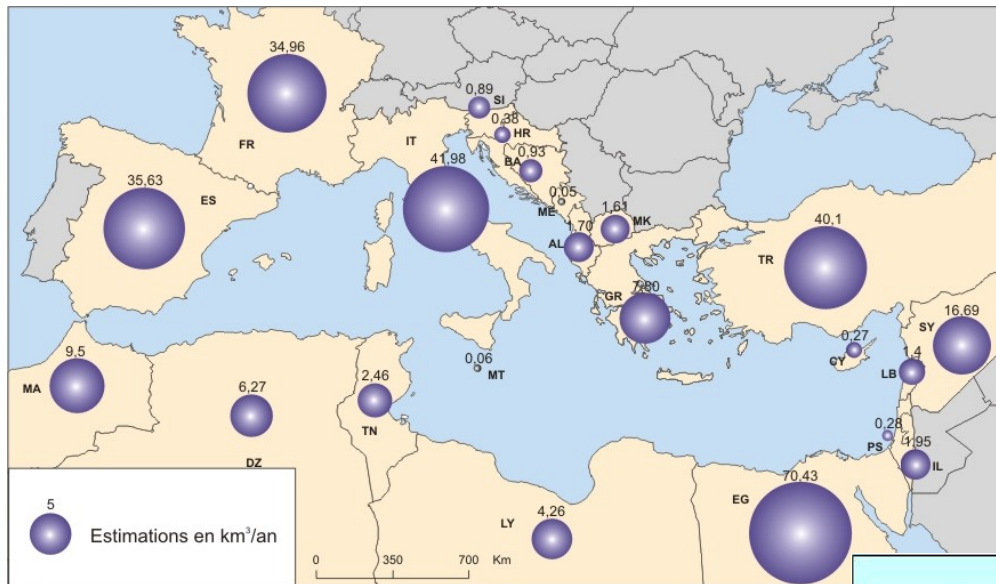 34,96
FR
0,89
SI
0,38
HR
IT
41,98
BA
0,93
0,05
ME
35,63
ES
1,61
MK
1,70
AL
GR
7,80
40,1
TR
0,27
CY
16,69
SY
1,4
LB
9,5
MA
6,27
DZ
2,46
TN
0,06
MT
0,28
PS
1,95
IL
4,26
LY
70,43
EG
5
Estimations en km³/an
0 350 700 Km